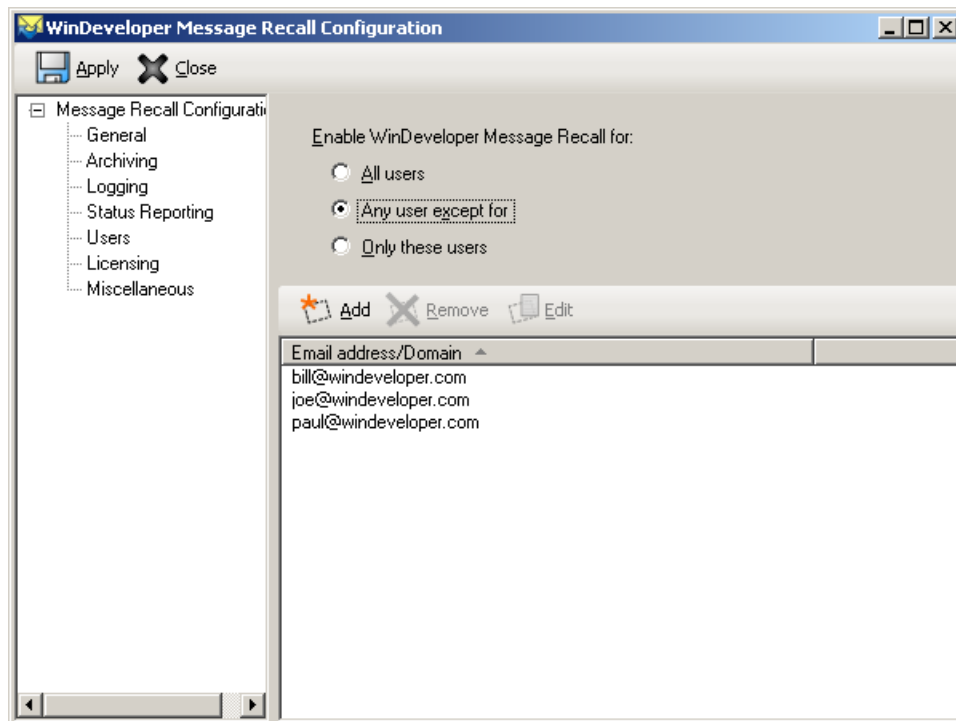 WinDeveloper Message Recall Configuration
Apply Close
Message Recall Configurati
General
Archiving
Logging
Status Reporting
Users
Licensing
Miscellaneous
Enable WinDeveloper Message Recall for:
All users
Any user except for
Only these users
Add Remove Edit
Email address/Domain
bill@windeveloper.com
joe@windeveloper.com
paul@windeveloper.com